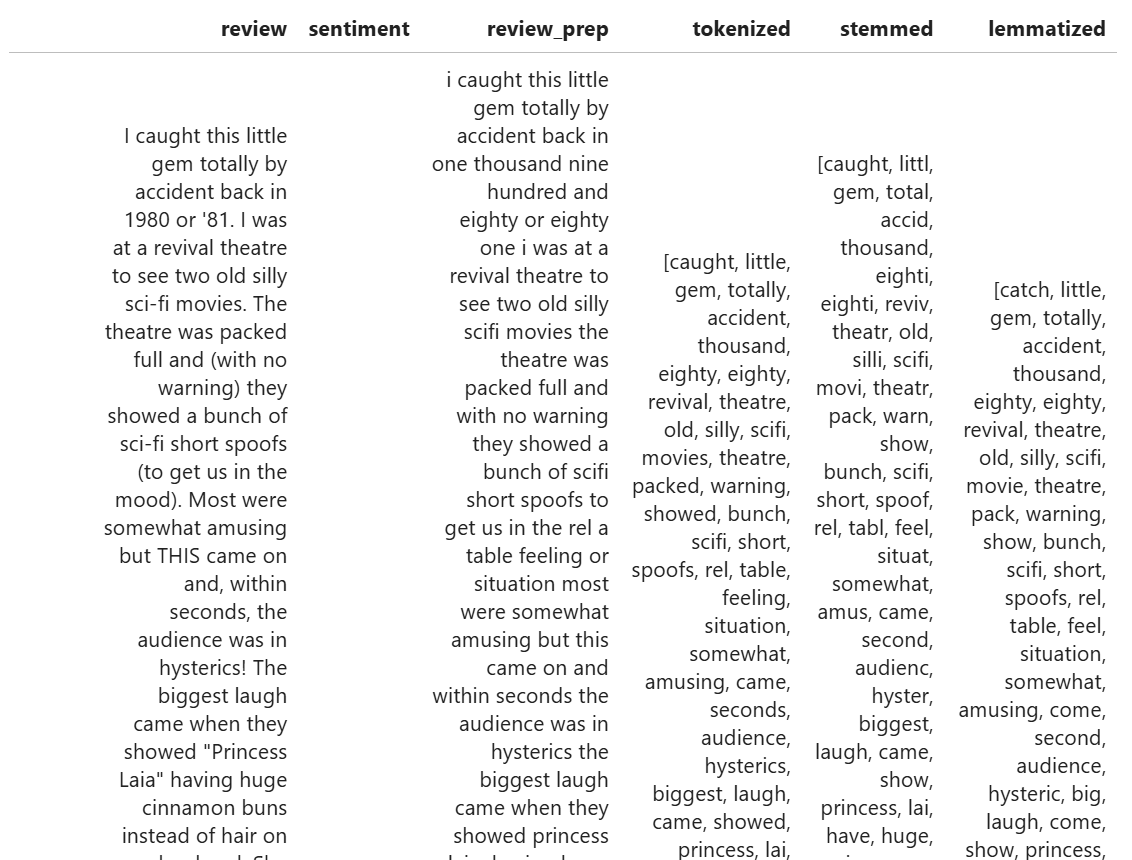 review sentiment review_prep tokenized stemmed lemmatized
I caught this little
gem totally by
accident back in
1980 or '81. I was
at a revival theatre
to see two old silly
sci-fi movies. The
theatre was packed
full and (with no
warning) they
showed a bunch of
sci-fi short spoofs
(to get us in the
mood). Most were
somewhat amusing
but THIS came on
and, within
seconds, the
audience was in
hysterics! The
biggest laugh
came when they
showed "Princess
Laia" having huge
cinnamon buns
instead of hair on
i caught this little
gem totally by
accident back in
one thousand nine
hundred and
eighty or eighty
one i was at a
revival theatre to
see two old silly
scifi movies the
theatre was
packed full and
with no warning
they showed a
bunch of scifi
short spoofs to
get us in the rel a
table feeling or
situation most
were somewhat
amusing but this
came on and
within seconds the
audience was in
hysterics the
biggest laugh
came when they
showed princess
[caught, little,
gem, totally,
accident,
thousand,
eighty, eighty,
revival, theatre,
old, silly, scifi,
movies, theatre,
packed, warning,
showed, bunch,
scifi, short,
spoofs, rel, table,
feeling,
situation,
somewhat,
amusing, came,
seconds,
audience,
hysterics,
biggest, laugh,
came, showed,
princess, lai,
[caught, littl,
gem, total,
accid,
thousand,
eighti,
eighti, reviv,
theatr, old,
silli, scifi,
movi, theatr,
pack, warn,
show,
bunch, scifi,
short, spoof,
rel, tabl, feel,
situat,
somewhat,
amus, came,
second,
audienc,
hyster,
biggest,
laugh, came,
show,
princess, lai,
have, huge,
[catch, little,
gem, totally,
accident,
thousand,
eighty, eighty,
revival, theatre,
old, silly, scifi,
movie, theatre,
pack, warning,
show, bunch,
scifi, short,
spoofs, rel,
table, feel,
situation,
somewhat,
amusing, come,
second,
audience,
hysteric, big,
laugh, come,
show, princess,